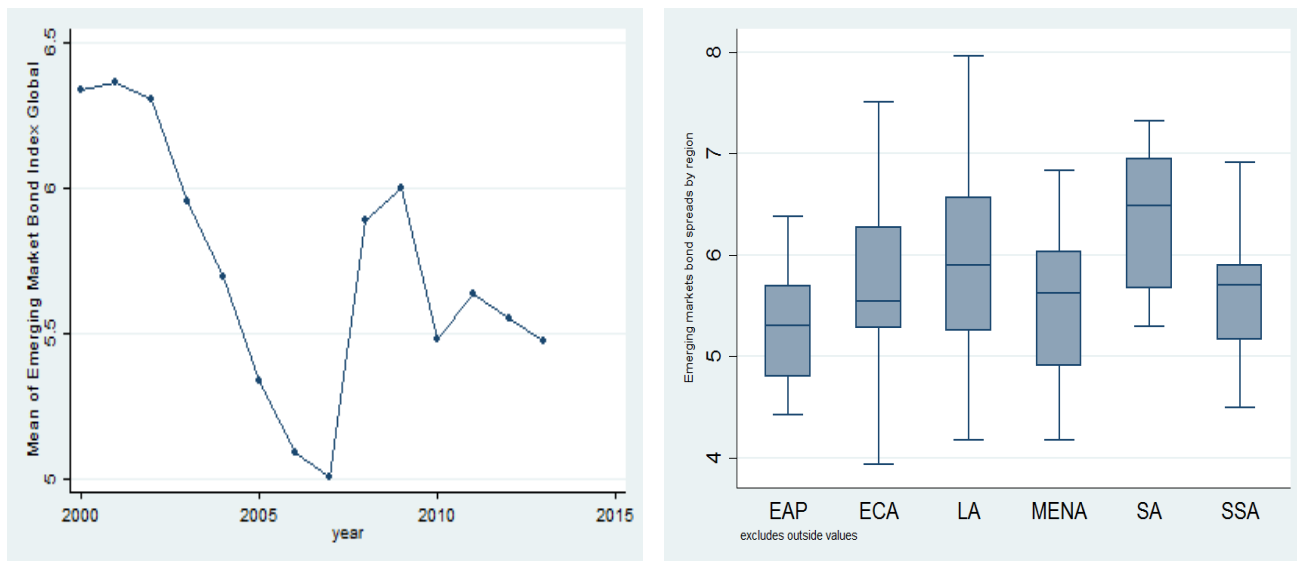 Mean of Emerging Market Bond Index Global
6.5
6
5.5
5
2000 2005 2010 2015
year
Emerging markets bond spreads by region
8
7
6
5
4
EAP ECA LA MENA SA SSA
excludes outside values